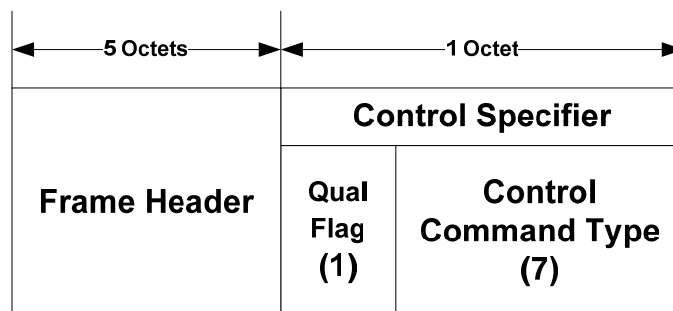 5 Octets
1 Octet
Frame Header
Control Specifier
Qual
Flag
(1)
Control
Command Type
(7)